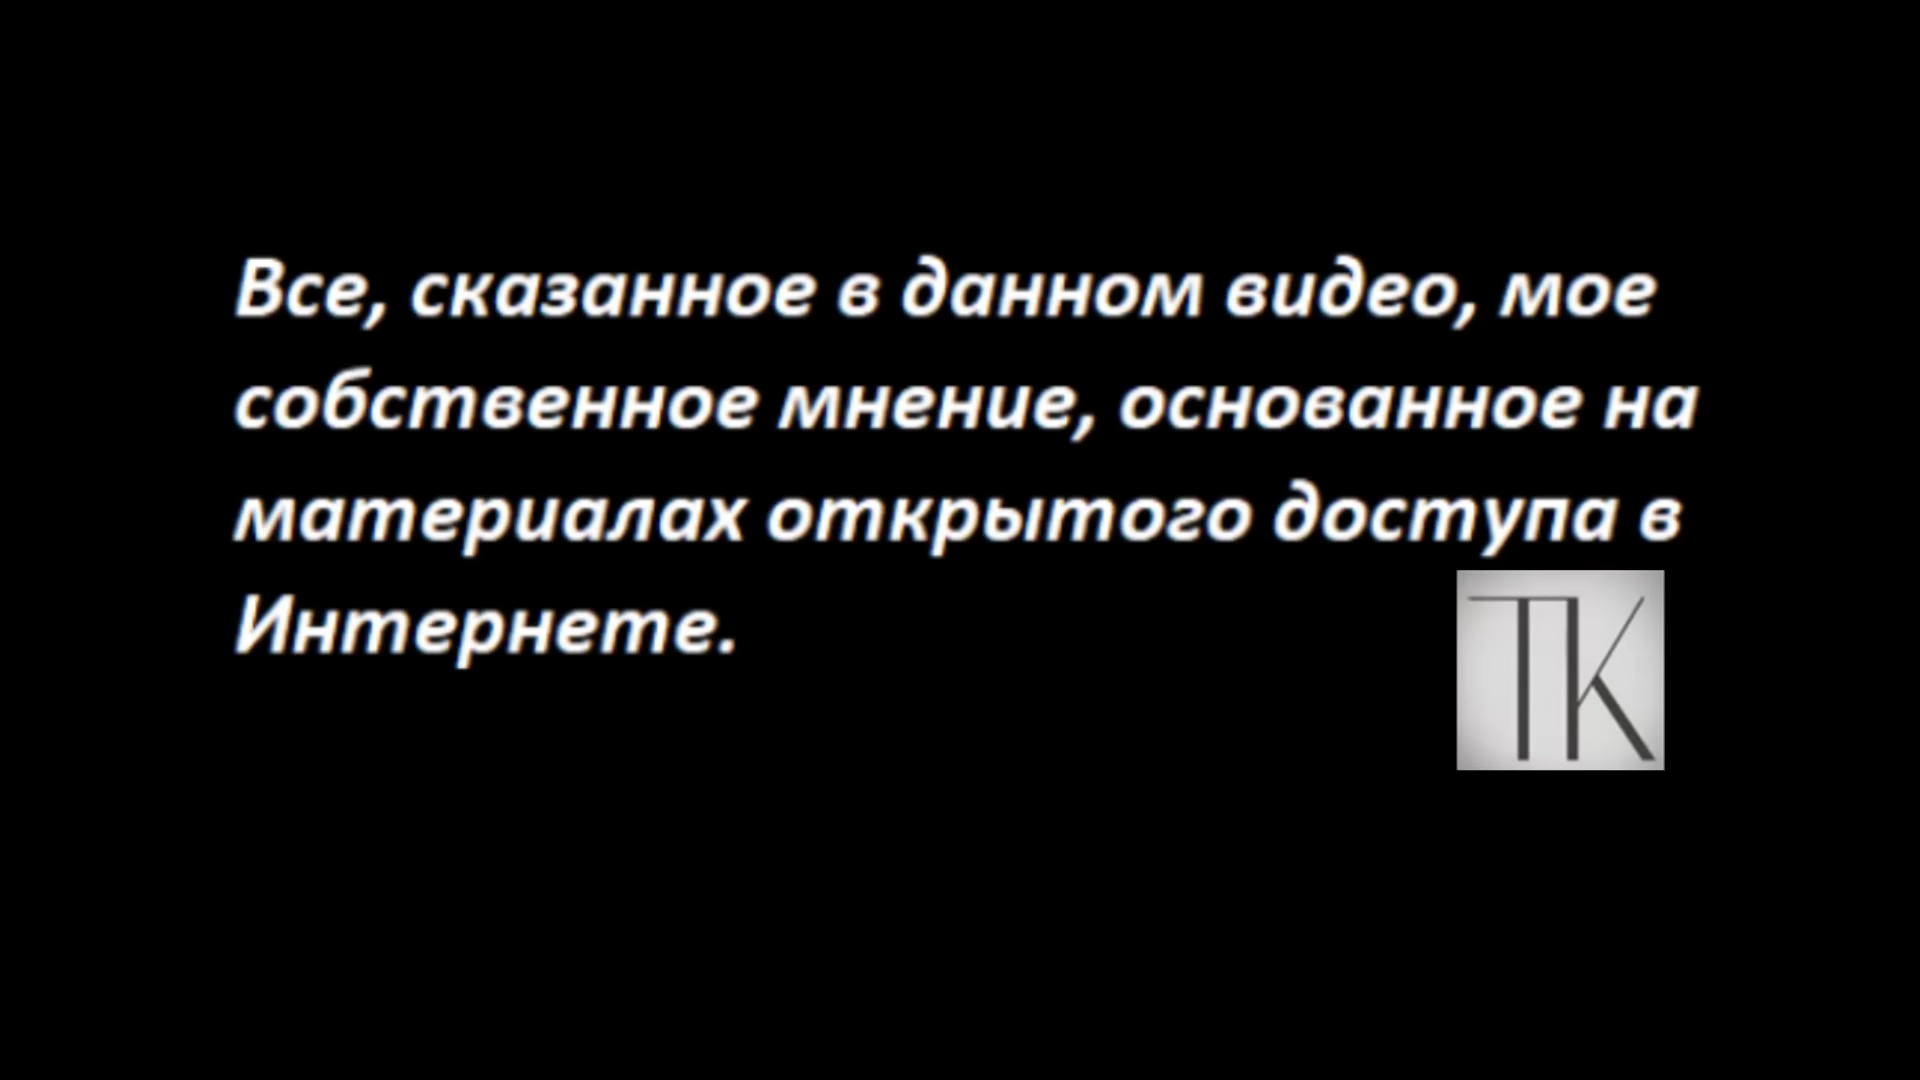 Все, сказанное в данном видео, мое
собственное мнение, основанное на
материалах открытого доступа в
Интернете.
TK